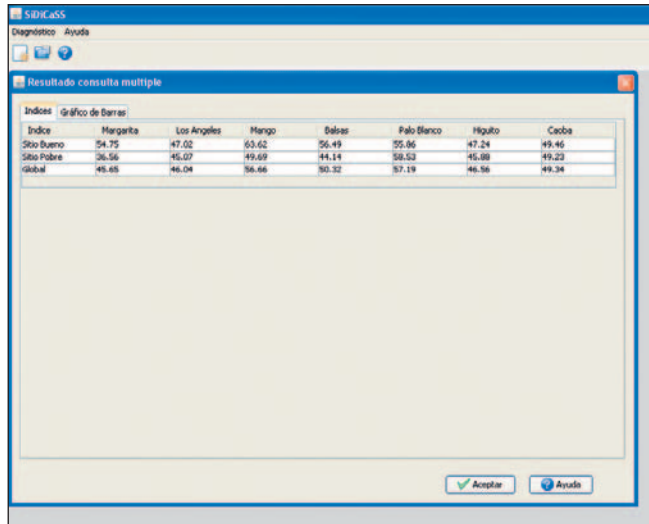 SiDiCaSS
Diagnóstico Ayuda
Resultado consulta multiple
Indices Gráfico de Barras
Indice Margarita Los Angeles Mango Balsas Palo Blanco Higuito Caoba
Sitio Bueno 54.75 47.02 63.62 56.49 55.86 47.24 49.46
Sitio Pobre 36.56 45.07 49.69 44.14 58.53 45.88 49.23
Global 45.65 46.04 56.66 50.32 57.19 46.56 49.34
Aceptar Ayuda